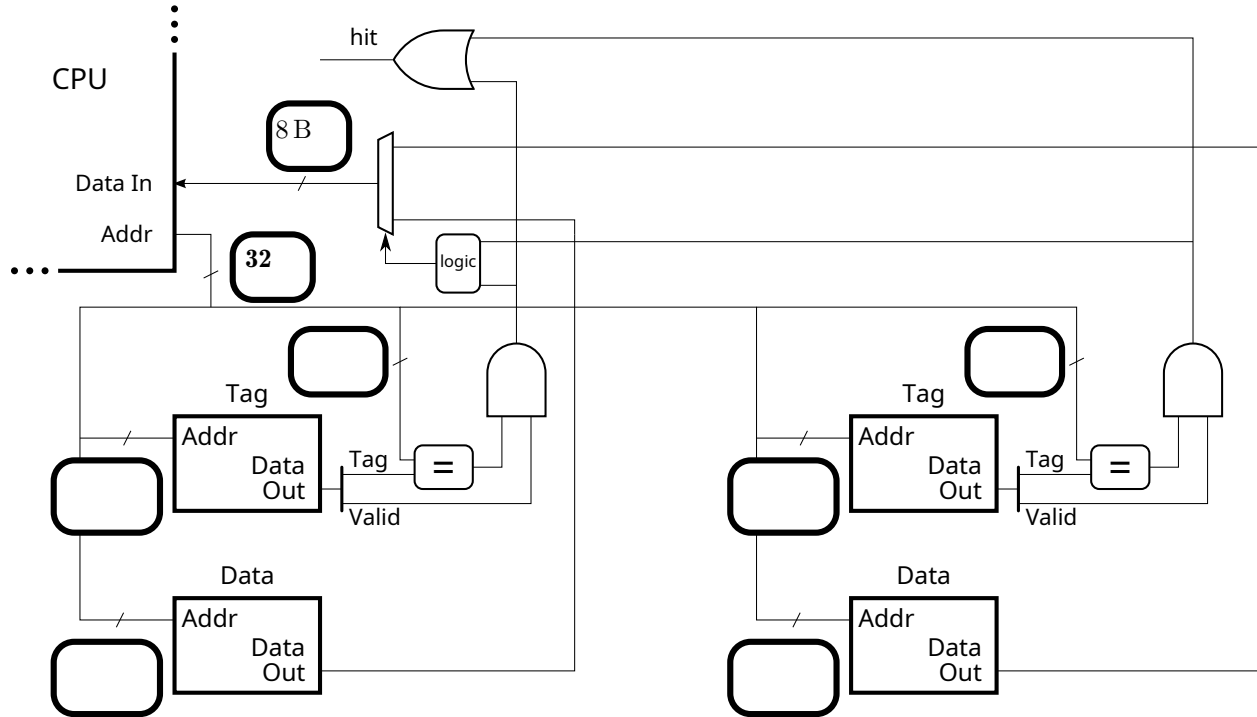 hit
CPU
8 B
Data In
Addr
32
logic
Tag
Addr
Data
Out
Tag
=
Valid
Tag
Addr
Data
Out
Tag
=
Valid
Data
Addr
Data
Out
Data
Addr
Data
Out